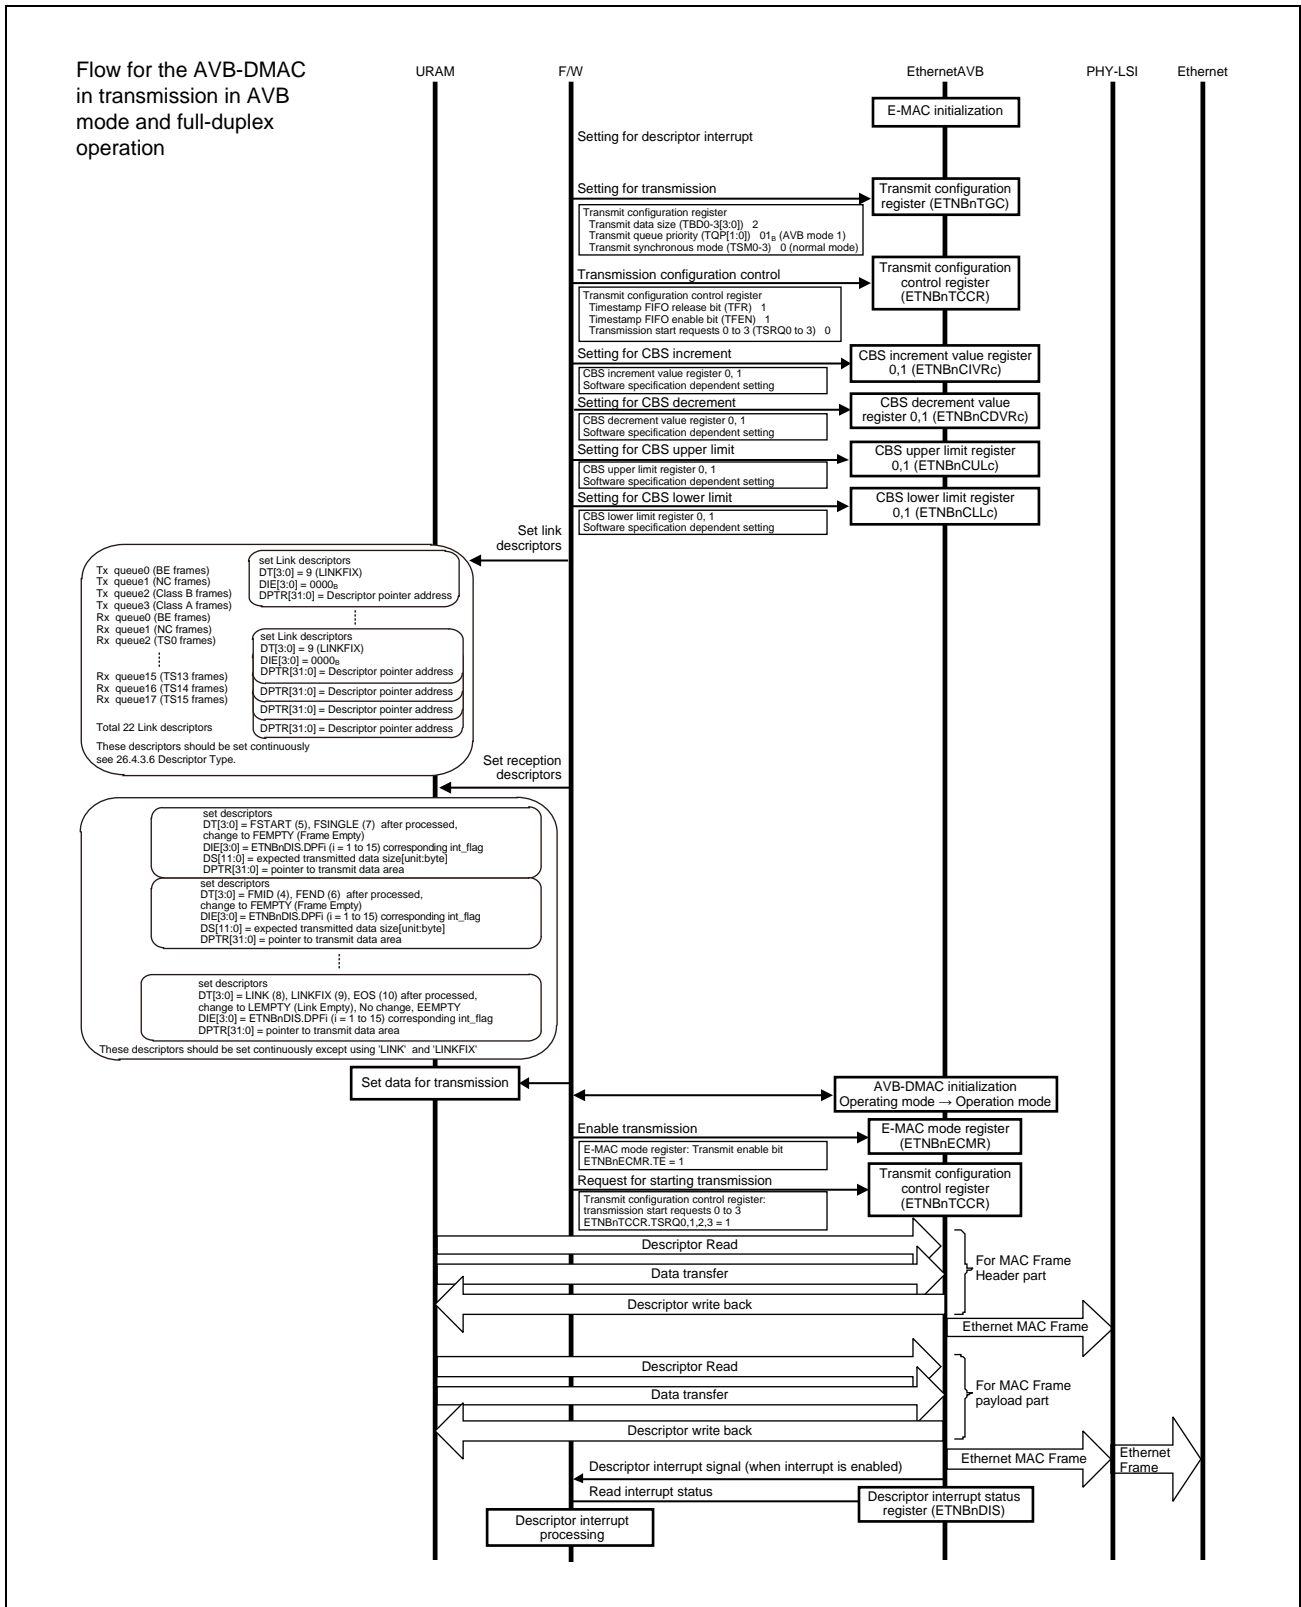 Flow for the AVB-DMAC
in transmission in AVB
mode and full-duplex
operation
URAM
F/W
EthernetAVB
PHY-LSI
Ethernet
E-MAC initialization
Setting for descriptor interrupt
Setting for transmission
Transmit configuration
register (ETNBnTGC)
Transmit configuration register
Transmit data size (TBD0-3[3:0]) 2
Transmit queue priority (TQP[1:0]) 01B (AVB mode 1)
Transmit synchronous mode (TSM0-3) 0 (normal mode)
Transmission configuration control
Transmit configuration
control register
(ETNBnTCCR)
Transmit configuration control register
Timestamp FIFO release bit (TFR) 1
Timestamp FIFO enable bit (TFEN) 1
Transmission start requests 0 to 3 (TSRQ0 to 3) 0
Setting for CBS increment
CBS increment value register
0,1 (ETNBnCIVRc)
CBS increment value register 0, 1
Software specification dependent setting
Setting for CBS decrement
CBS decrement value
register 0,1 (ETNBnCDVRc)
CBS decrement value register 0, 1
Software specification dependent setting
Setting for CBS upper limit
CBS upper limit register
0,1 (ETNBnCULc)
CBS upper limit register 0, 1
Software specification dependent setting
Setting for CBS lower limit
CBS lower limit register
0,1 (ETNBnCLLc)
CBS lower limit register 0, 1
Software specification dependent setting
Set link
descriptors
Tx queue0 (BE frames)
Tx queue1 (NC frames)
Tx queue2 (Class B frames)
Tx queue3 (Class A frames)
Rx queue0 (BE frames)
Rx queue1 (NC frames)
Rx queue2 (TS0 frames)
Rx queue15 (TS13 frames)
Rx queue16 (TS14 frames)
Rx queue17 (TS15 frames)
Total 22 Link descriptors
set Link descriptors
DT[3:0] = 9 (LINKFIX)
DIE[3:0] = 0000B
DPTR[31:0] = Descriptor pointer address
set Link descriptors
DT[3:0] = 9 (LINKFIX)
DIE[3:0] = 0000B
DPTR[31:0] = Descriptor pointer address
DPTR[31:0] = Descriptor pointer address
DPTR[31:0] = Descriptor pointer address
DPTR[31:0] = Descriptor pointer address
These descriptors should be set continuously
see 26.4.3.6 Descriptor Type.
Set reception
descriptors
set descriptors
DT[3:0] = FSTART (5), FSINGLE (7) after processed,
change to FEMPTY (Frame Empty)
DIE[3:0] = ETNBnDIS.DPFi (i = 1 to 15) corresponding int_flag
DS[11:0] = expected transmitted data size[unit:byte]
DPTR[31:0] = pointer to transmit data area
set descriptors
DT[3:0] = FMID (4), FEND (6) after processed,
change to FEMPTY (Frame Empty)
DIE[3:0] = ETNBnDIS.DPFi (i = 1 to 15) corresponding int_flag
DS[11:0] = expected transmitted data size[unit:byte]
DPTR[31:0] = pointer to transmit data area
set descriptors
DT[3:0] = LINK (8), LINKFIX (9), EOS (10) after processed,
change to LEMPTY (Link Empty), No change, EEMPTY
DIE[3:0] = ETNBnDIS.DPFi (i = 1 to 15) corresponding int_flag
DPTR[31:0] = pointer to transmit data area
These descriptors should be set continuously except using 'LINK' and 'LINKFIX'
Set data for transmission
AVB-DMAC initialization
Operating mode → Operation mode
Enable transmission
E-MAC mode register
(ETNBnECMR)
E-MAC mode register: Transmit enable bit
ETNBnECMR.TE = 1
Request for starting transmission
Transmit configuration
control register
(ETNBnTCCR)
Transmit configuration control register:
transmission start requests 0 to 3
ETNBnTCCR.TSRQ0,1,2,3 = 1
Descriptor Read
Data transfer
Descriptor write back
For MAC Frame
Header part
Ethernet MAC Frame
Descriptor Read
Data transfer
Descriptor write back
For MAC Frame
payload part
Ethernet MAC Frame
Ethernet
Frame
Descriptor interrupt signal (when interrupt is enabled)
Read interrupt status
Descriptor interrupt status
register (ETNBnDIS)
Descriptor interrupt
processing